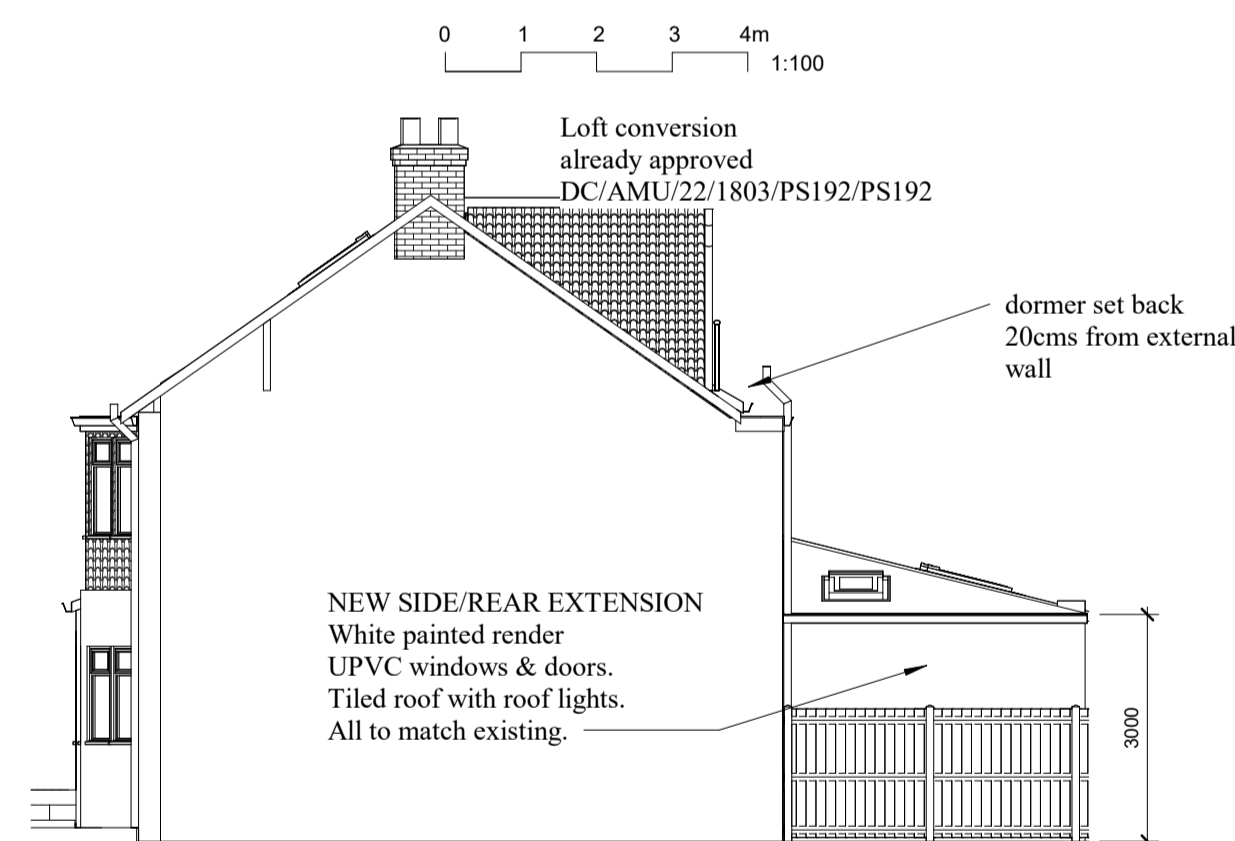 0 1 2 3 4m
1:100
Loft conversion
already approved
DC/AMU/22/1803/PS192/PS192
dormer set back
20cms from external
wall
NEW SIDE/REAR EXTENSION
White painted render
UPVC windows & doors.
Tiled roof with roof lights.
All to match existing.
3000